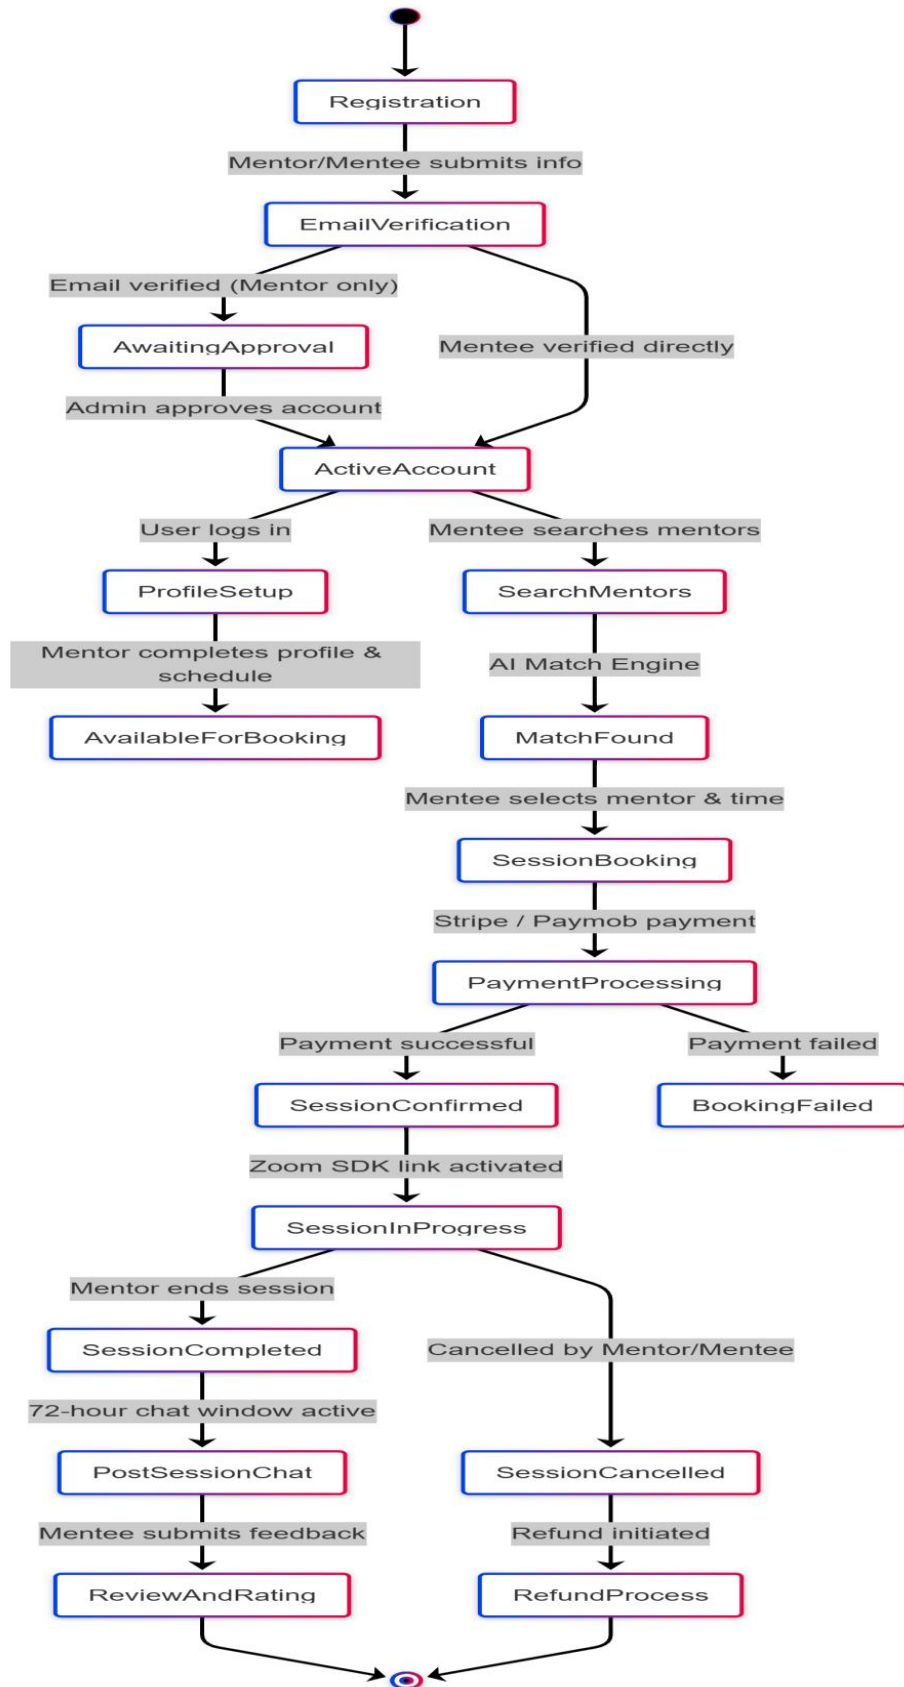 Registration
Mentor/Mentee submits info
EmailVerification
Email verified (Mentor only)
AwaitingApproval
Mentee verified directly
Admin approves account
ActiveAccount
User logs in
Mentee searches mentors
ProfileSetup
SearchMentors
Mentor completes profile &
schedule
AI Match Engine
AvailableForBooking
MatchFound
Mentee selects mentor & time
SessionBooking
Stripe / Paymob payment
PaymentProcessing
Payment successful
Payment failed
SessionConfirmed
BookingFailed
Zoom SDK link activated
SessionInProgress
Mentor ends session
SessionCompleted
Cancelled by Mentor/Mentee
72-hour chat window active
PostSessionChat
SessionCancelled
Mentee submits feedback
Refund initiated
ReviewAndRating
RefundProcess